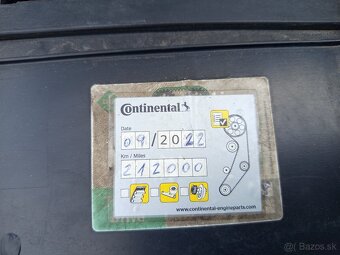 Continental
Date
09/2022
Km / Miles
212000
www.continental-engineparts.com
© Bazos.sk